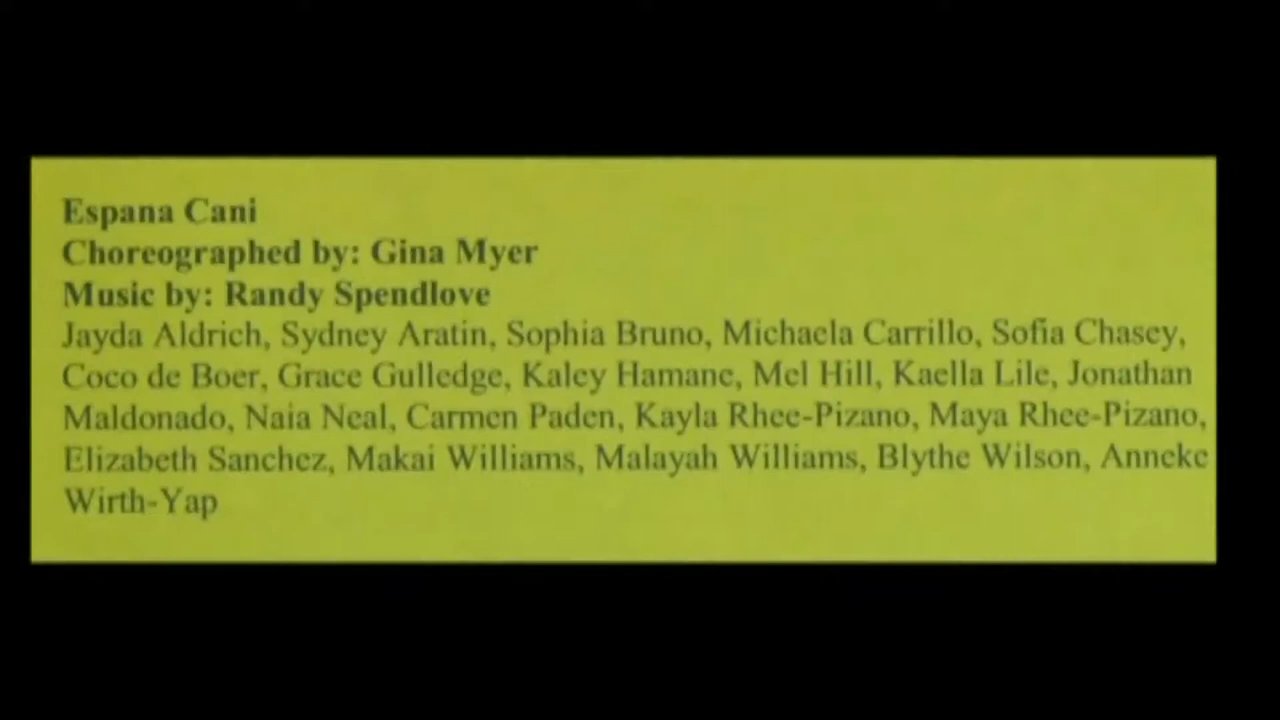 Espana Cani
Choreographed by: Gina Myer
Music by: Randy Spendlove
Jayda Aldrich, Sydney Aratin, Sophia Bruno, Michaela Carrillo, Sofia Chasey,
Coco de Boer, Grace Gulledge, Kaley Hamane, Mel Hill, Kaella Lile, Jonathan
Maldonado, Naia Neal, Carmen Paden, Kayla Rhee-Pizano, Maya Rhee-Pizano,
Elizabeth Sanchez, Makai Williams, Malayah Williams, Blythe Wilson, Anneke
Wirth-Yap